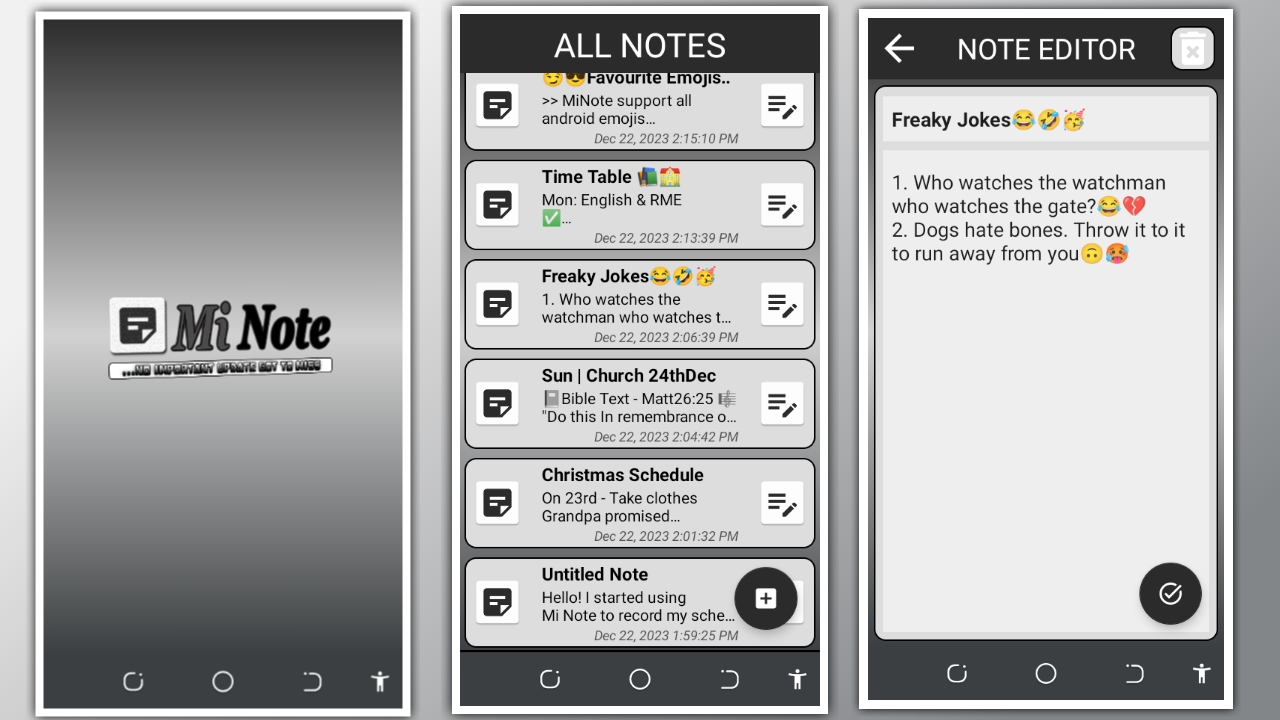 Mi Note
...NO IMPORTANT UPDATE GOT TO MISS
ALL NOTES
😏😎Favourite Emojis..
>> MiNote support all
android emojis...
Dec 22, 2023 2:15:10 PM
Time Table 📚🏫
Mon: English & RME
✅...
Dec 22, 2023 2:13:39 PM
Freaky Jokes😂🤣🥳
1. Who watches the
watchman who watches t...
Dec 22, 2023 2:06:39 PM
Sun | Church 24thDec
📓Bible Text - Matt26:25 🎼
"Do this In remembrance o...
Dec 22, 2023 2:04:42 PM
Christmas Schedule
On 23rd - Take clothes
Grandpa promised...
Dec 22, 2023 2:01:32 PM
Untitled Note
Hello! I started using
Mi Note to record my sche...
Dec 22, 2023 1:59:25 PM
NOTE EDITOR
Freaky Jokes😂🤣🥳
1. Who watches the watchman
who watches the gate?😂💔
2. Dogs hate bones. Throw it to it
to run away from you🙃🥵